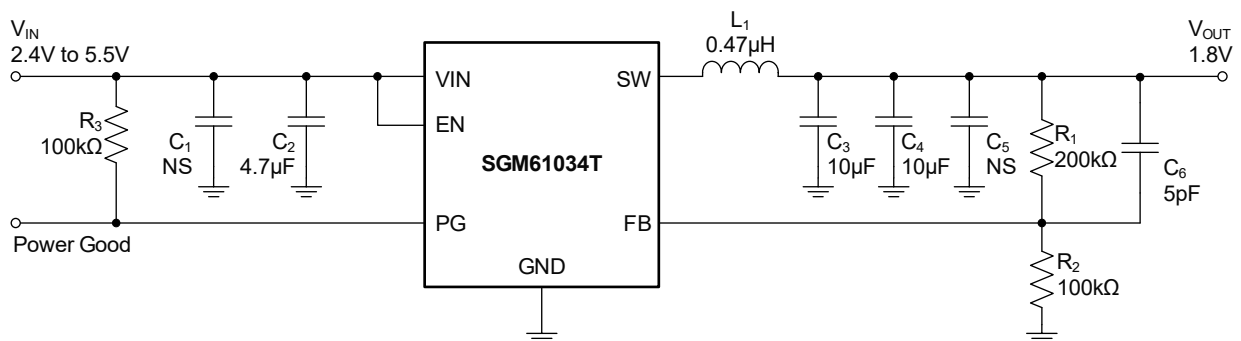 VIN
2.4V to 5.5V
R3
100kΩ
C1
NS
C2
4.7μF
Power Good
VIN
EN
PG
SGM61034T
GND
SW
FB
L1
0.47μH
C3
10μF
C4
10μF
C5
NS
R1
200kΩ
C6
5pF
R2
100kΩ
VOUT
1.8V